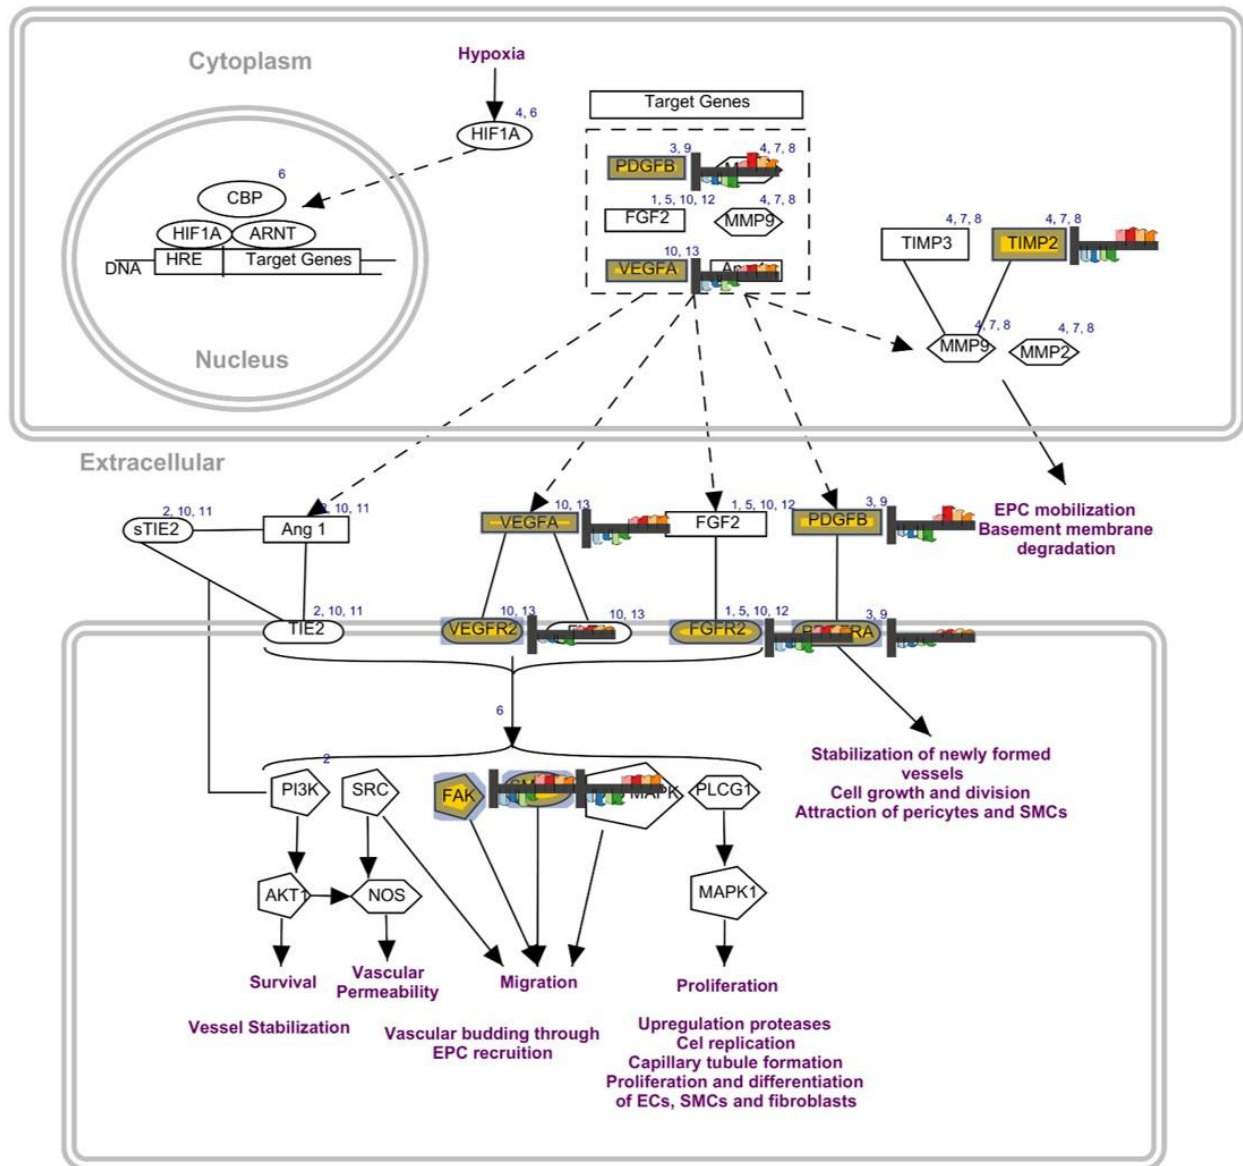 Cytoplasm
Hypoxia
4, 6
HIF1A
Target Genes
3, 9
4, 7, 8
PDGFB
1, 5, 10, 12
4, 7, 8
FGF2
MMP9
10, 13
VEGFA
6
CBP
HIF1A
ARNT
DNA
HRE
Target Genes
Nucleus
4, 7, 8
4, 7, 8
TIMP3
TIMP2
4, 7, 8
4, 7, 8
MMP9
MMP2
Extracellular
2, 10, 11
2, 10, 11
sTIE2
Ang 1
10, 13
VEGFA
1, 5, 10, 12
FGF2
3, 9
PDGFB
EPC mobilization
Basement membrane
degradation
2, 10, 11
TIE2
10, 13
VEGFR2
10, 13
1, 5, 10, 12
FGFR2
3, 9
6
2
PI3K
SRC
FAK
MAPK
PLCG1
Stabilization of newly formed
vessels
Cell growth and division
Attraction of pericytes and SMCs
AKT1
NOS
MAPK1
Survival
Vascular
Permeability
Migration
Proliferation
Vessel Stabilization
Vascular budding through
EPC recruition
Upregulation proteases
Cel replication
Capillary tubule formation
Proliferation and differentiation
of ECs, SMCs and fibroblasts